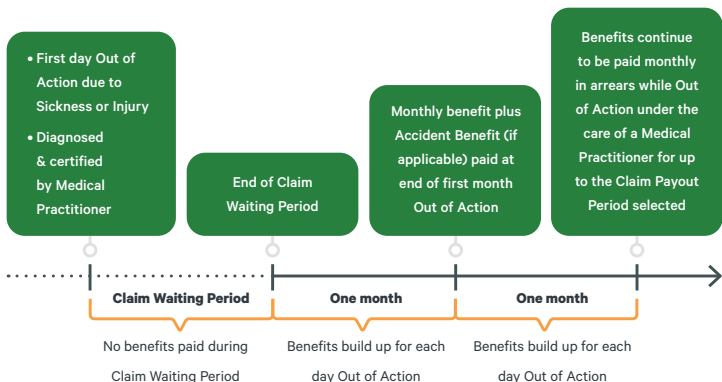 • First day Out of
Action due to
Sickness or Injury
• Diagnosed
& certified
by Medical
Practitioner
End of Claim
Waiting Period
Monthly benefit plus
Accident Benefit (if
applicable) paid at
end of first month
Out of Action
Benefits continue
to be paid monthly
in arrears while Out
of Action under the
care of a Medical
Practitioner for up
to the Claim Payout
Period selected
Claim Waiting Period
One month
One month
No benefits paid during
Claim Waiting Period
Benefits build up for each
day Out of Action
Benefits build up for each
day Out of Action